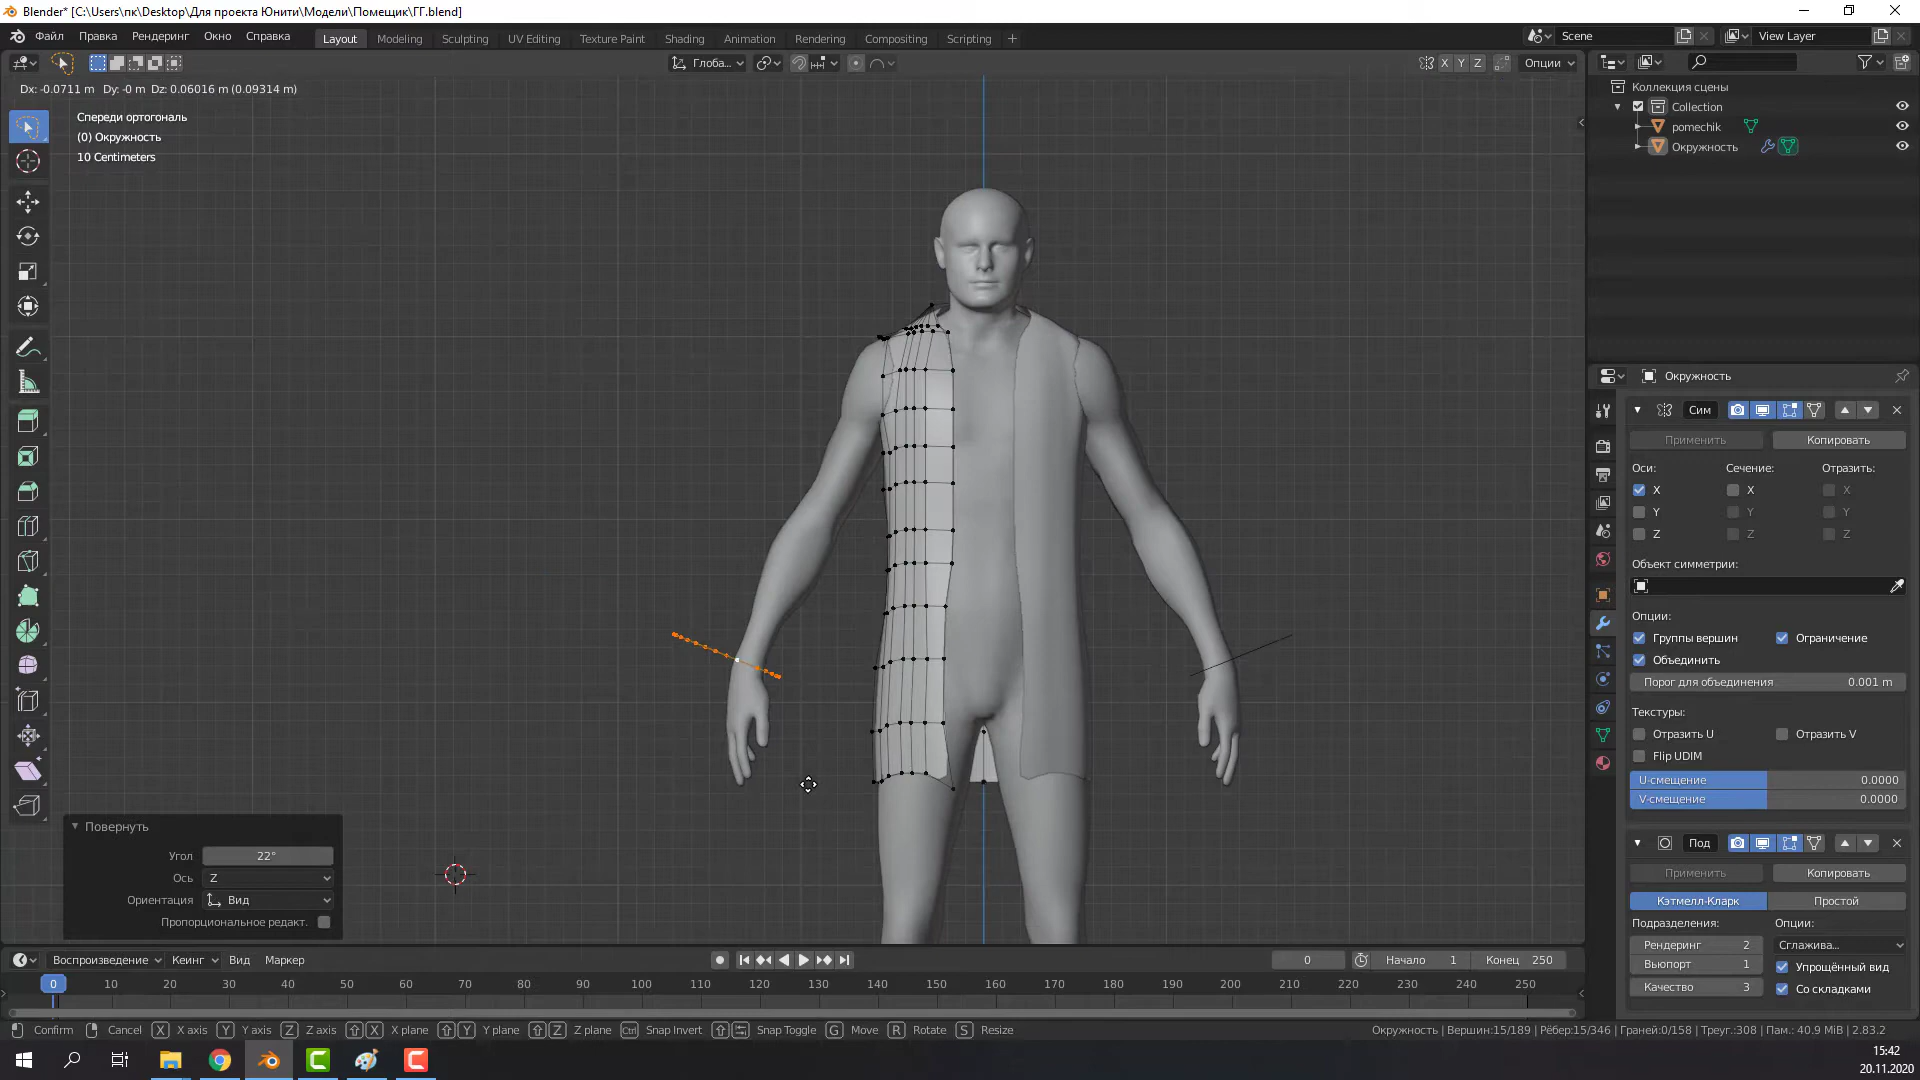 Blender* [C:\Users\пк\Desktop\Для проекта Юнити\Модели\Помещик\ГГ.blend]
Файл Правка Рендеринг Окно Справка Layout Modeling Sculpting UV Editing Texture Paint Shading Animation Rendering Compositing Scripting Scene View Layer
Глоба... X Y Z Опции
Dx: -0.0711 m Dy: -0 m Dz: 0.06016 m (0.09314 m)
Спереди ортогональ
(0) Окружность
10 Centimeters
Коллекция сцены
Collection
pomechik
Окружность
Окружность
Сим
Применить Копировать
Оси: Сечение: Отразить:
X X X
Y Y Y
Z Z Z
Объект симметрии:
Опции:
Группы вершин Ограничение
Объединить
Порог для объединения 0.001 m
Текстуры:
Отразить U Отразить V
Flip UDIM
U-смещение 0.0000
V-смещение 0.0000
Под
Применить Копировать
Кэтмелл-Кларк Простой
Подразделения: Опции:
Рендеринг 2 Сглажива...
Вьюпорт 1 Упрощённый вид
Качество 3 Со складками
Повернуть
Угол 22°
Ось Z
Ориентация Вид
Пропорциональное редакт.
Воспроизведение Кеинг Вид Маркер 0 Начало 1 Конец 250
0 10 20 30 40 50 60 70 80 90 100 110 120 130 140 150 160 170 180 190 200 210 220 230 240 250
Confirm Cancel X X axis Y Y axis Z Z axis X X plane Y Y plane Z Z plane Ctrl Snap Invert Snap Toggle G Move R Rotate S Resize Окружность | Вершин:15/189 | Рёбер:15/346 | Граней:0/158 | Треуг.:308 | Пам.: 40.9 MiB | 2.83.2
15:42
20.11.2020